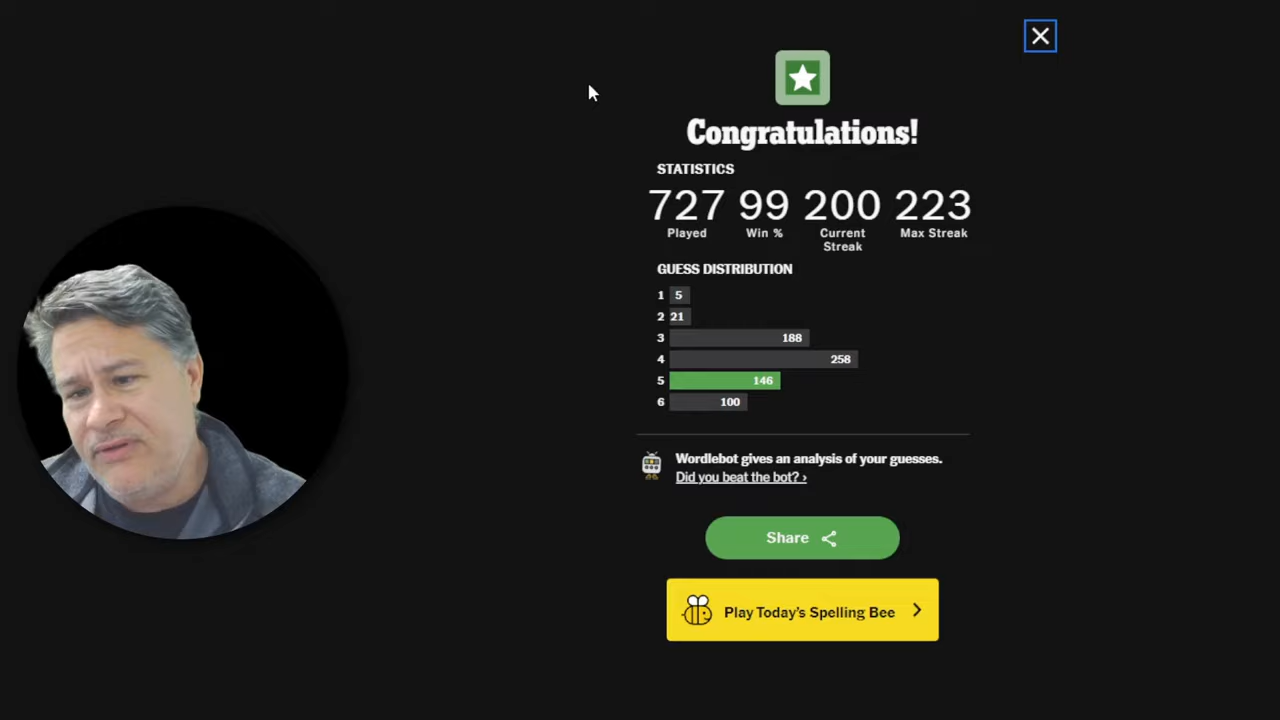 Congratulations!
STATISTICS
727 99 200 223
Played Win % Current Streak Max Streak
GUESS DISTRIBUTION
1 5
2 21
3 188
4 258
5 146
6 100
Wordlebot gives an analysis of your guesses.
Did you beat the bot? ›
Share
Play Today's Spelling Bee